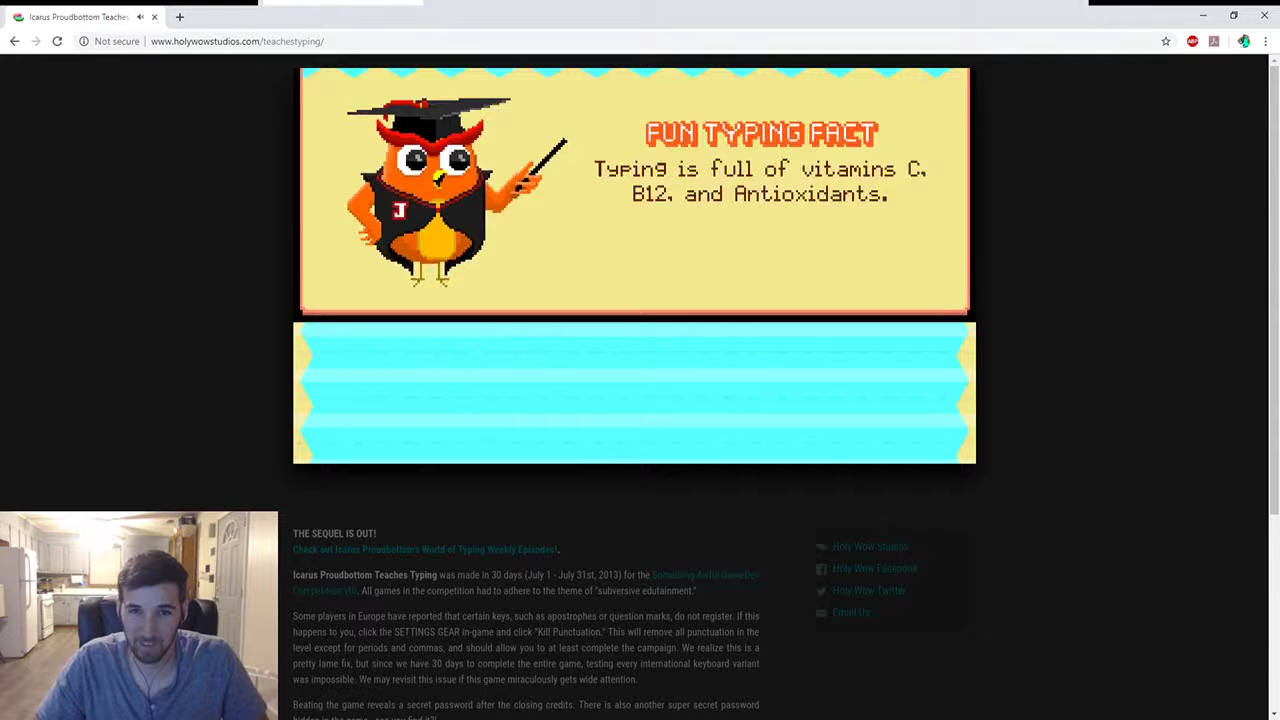 Icarus Proudbottom Teaches
Not secure | www.holywowstudios.com/teachestyping/
ABP
FUN TYPING FACT
Typing is full of vitamins C,
B12, and Antioxidants.
J
THE SEQUEL IS OUT!
Check out Icarus Proudbottom's World of Typing Weekly Episodes!.
Icarus Proudbottom Teaches Typing was made in 30 days (July 1 - July 31st, 2013) for the Something Awful GameDev
Competition VIII. All games in the competition had to adhere to the theme of "subversive edutainment."
Some players in Europe have reported that certain keys, such as apostrophes or question marks, do not register. If this
happens to you, click the SETTINGS GEAR in-game and click "Kill Punctuation." This will remove all punctuation in the
level except for periods and commas, and should allow you to at least complete the campaign. We realize this is a
pretty lame fix, but since we have 30 days to complete the entire game, testing every international keyboard variant
was impossible. We may revisit this issue if this game miraculously gets wide attention.
Beating the game reveals a secret password after the closing credits. There is also another super secret password
hidden in the game
Holy Wow Studios
Holy Wow Facebook
Holy Wow Twitter
Email Us